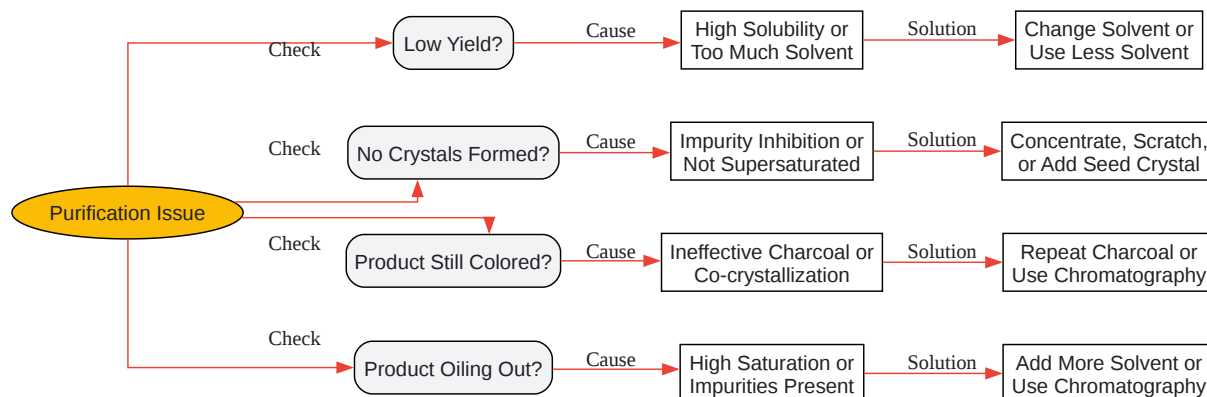 Check
Low Yield?
Cause
High Solubility or
Too Much Solvent
Solution
Change Solvent or
Use Less Solvent
Check
No Crystals Formed?
Cause
Impurity Inhibition or
Not Supersaturated
Solution
Concentrate, Scratch,
or Add Seed Crystal
Purification Issue
Check
Product Still Colored?
Cause
Ineffective Charcoal or
Co-crystallization
Solution
Repeat Charcoal or
Use Chromatography
Check
Product Oiling Out?
Cause
High Saturation or
Impurities Present
Solution
Add More Solvent or
Use Chromatography